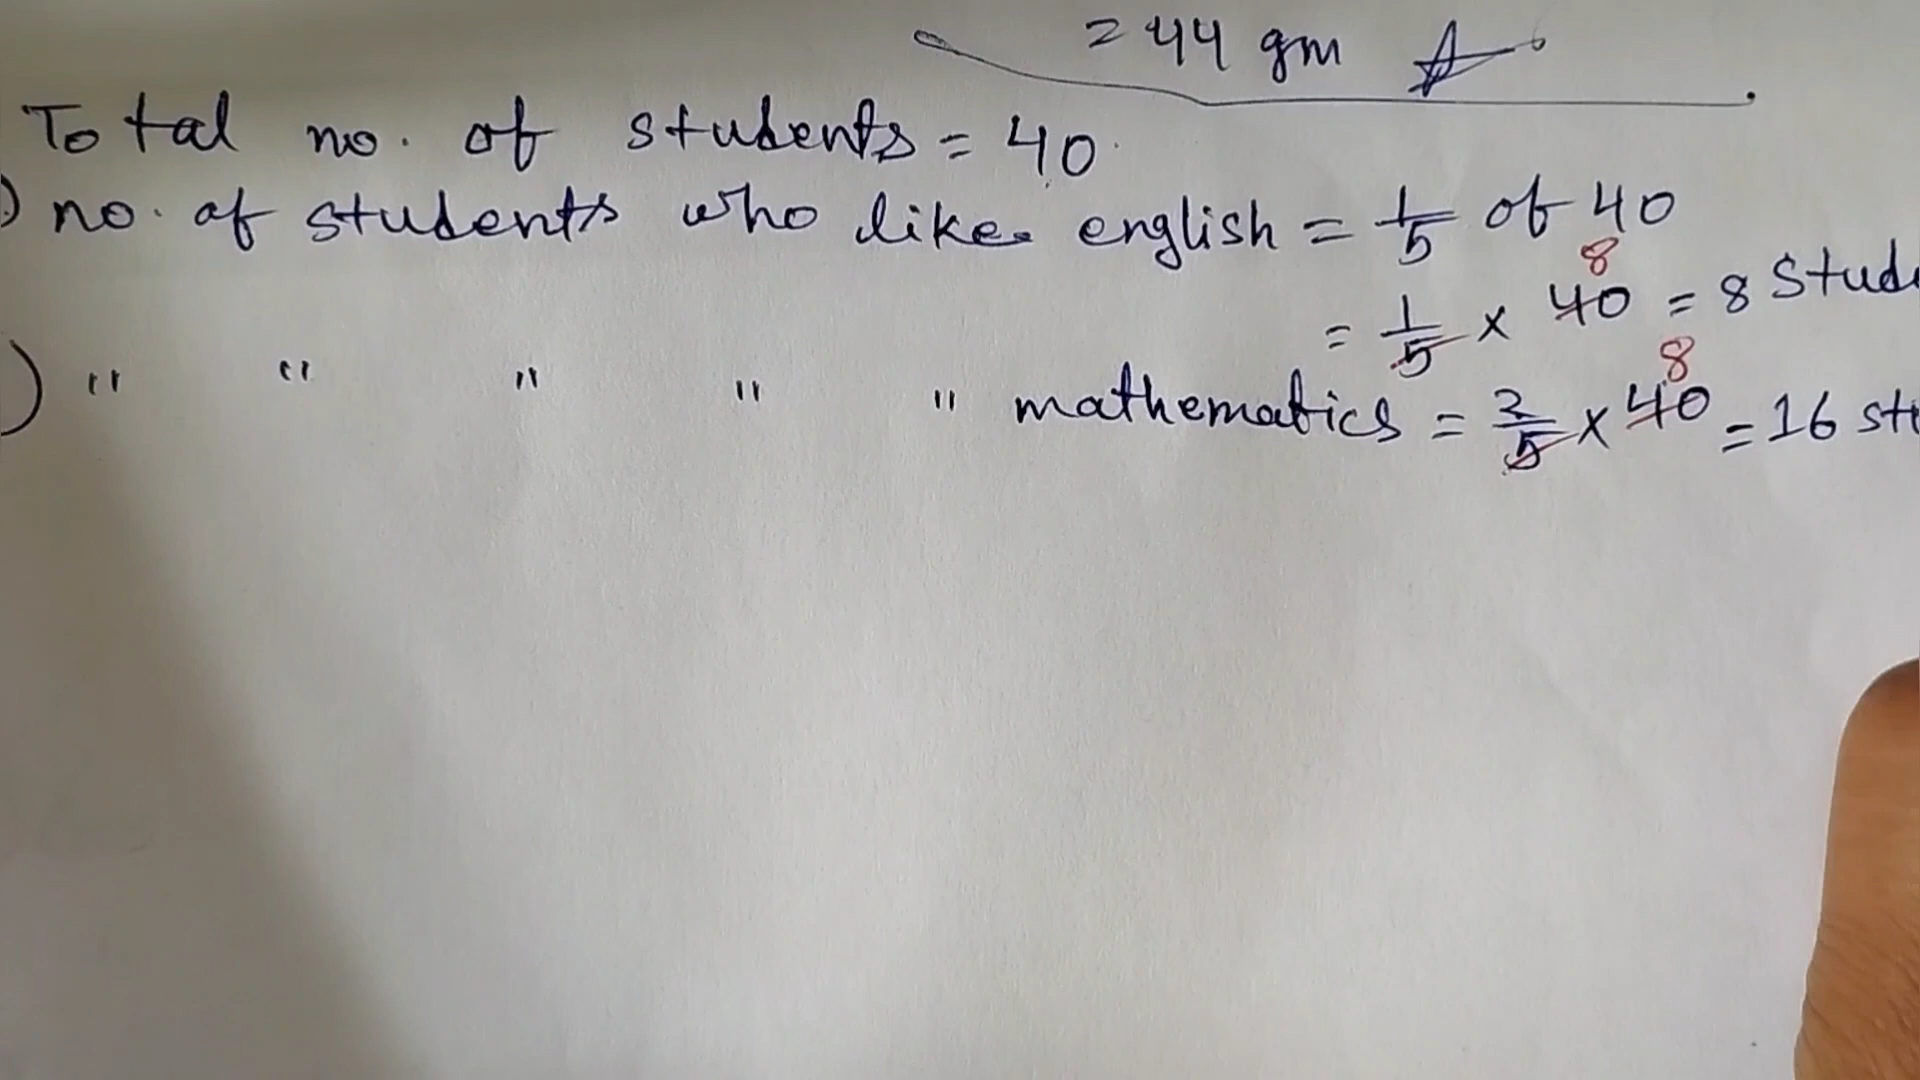 = 44 gm
Total no. of students = 40
) no. of students who like english = 1/5 of 40
8
= 1/5 × 40 = 8 Stud
8
) " " " " " mathematics = 2/5 × 40 = 16 st